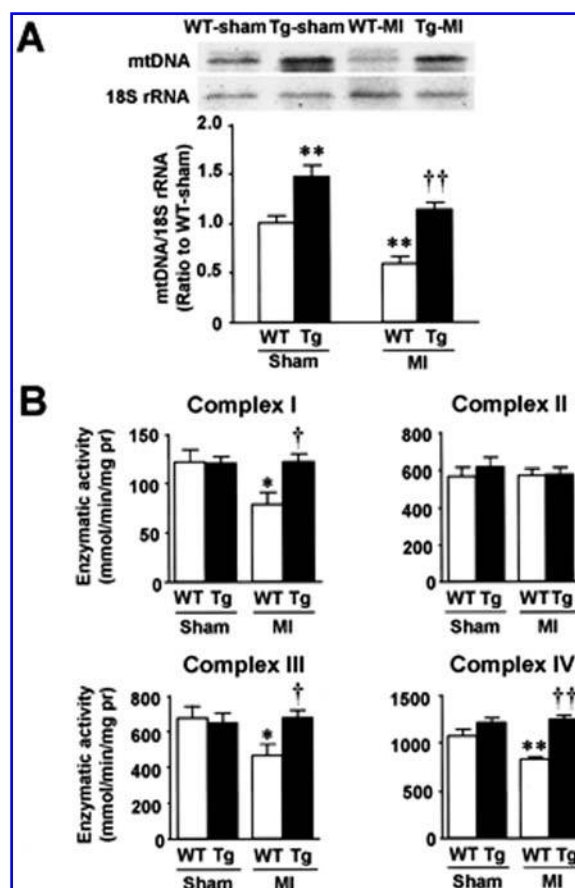 A
WT-sham Tg-sham WT-MI Tg-MI
mtDNA
18S rRNA
mtDNA/18S rRNA
(Ratio to WT-sham)
2.0
1.5
1.0
0.5
0
**
**
††
WT Tg WT Tg
Sham MI
B
Complex I
Enzymatic activity
(mmol/min/mg pr)
150
100
50
0
*
†
WT Tg WT Tg
Sham MI
Complex II
800
600
400
200
0
WT Tg WT Tg
Sham MI
Complex III
Enzymatic activity
(mmol/min/mg pr)
800
600
400
200
0
*
†
WT Tg WT Tg
Sham MI
Complex IV
1500
1000
500
0
**
††
WT Tg WT Tg
Sham MI